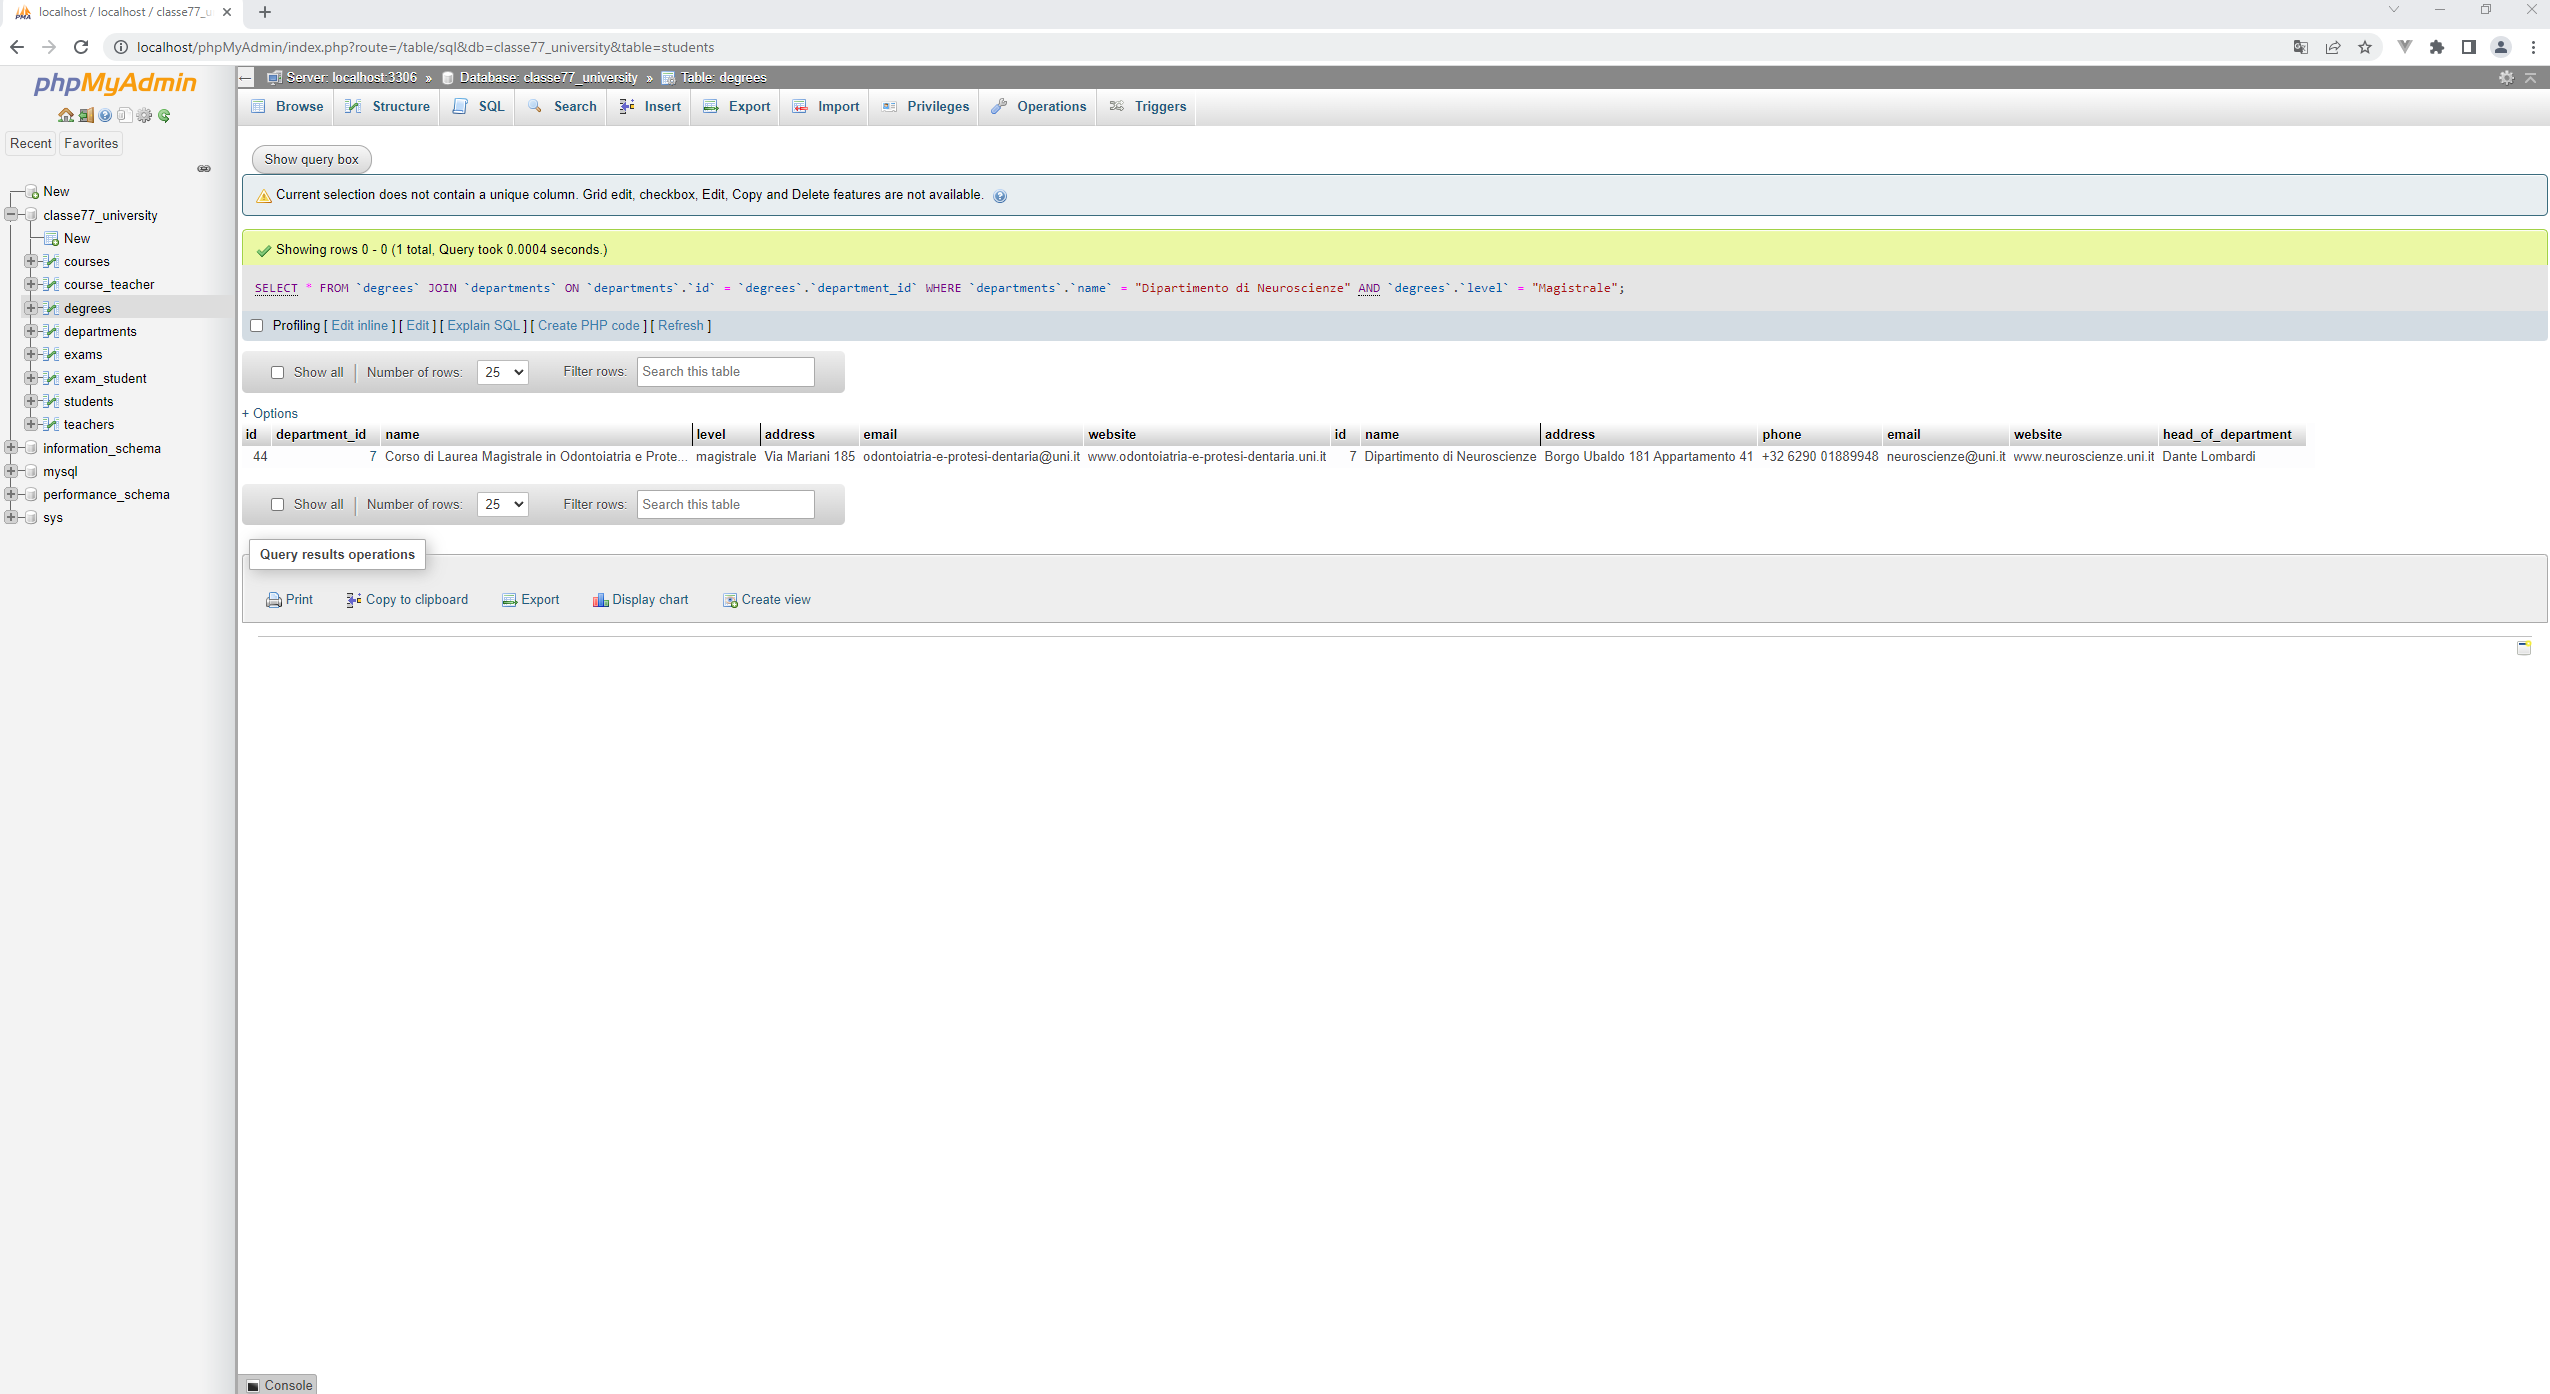 localhost / localhost / classe77_u
localhost/phpMyAdmin/index.php?route=/table/sql&db=classe77_university&table=students
phpMyAdmin
Recent Favorites
New
classe77_university
New
courses
course_teacher
degrees
departments
exams
exam_student
students
teachers
information_schema
mysql
performance_schema
sys
Server: localhost:3306 » Database: classe77_university » Table: degrees
Browse Structure SQL Search Insert Export Import Privileges Operations Triggers
Show query box
Current selection does not contain a unique column. Grid edit, checkbox, Edit, Copy and Delete features are not available.
Showing rows 0 - 0 (1 total, Query took 0.0004 seconds.)
SELECT * FROM `degrees` JOIN `departments` ON `departments`.`id` = `degrees`.`department_id` WHERE `departments`.`name` = "Dipartimento di Neuroscienze" AND `degrees`.`level` = "Magistrale";
Profiling [ Edit inline ] [ Edit ] [ Explain SQL ] [ Create PHP code ] [ Refresh ]
Show all Number of rows: 25 Filter rows: Search this table
+ Options
id department_id name level address email website id name address phone email website head_of_department
44 7 Corso di Laurea Magistrale in Odontoiatria e Prote... magistrale Via Mariani 185 odontoiatria-e-protesi-dentaria@uni.it www.odontoiatria-e-protesi-dentaria.uni.it 7 Dipartimento di Neuroscienze Borgo Ubaldo 181 Appartamento 41 +32 6290 01889948 neuroscienze@uni.it www.neuroscienze.uni.it Dante Lombardi
Show all Number of rows: 25 Filter rows: Search this table
Query results operations
Print Copy to clipboard Export Display chart Create view
Console